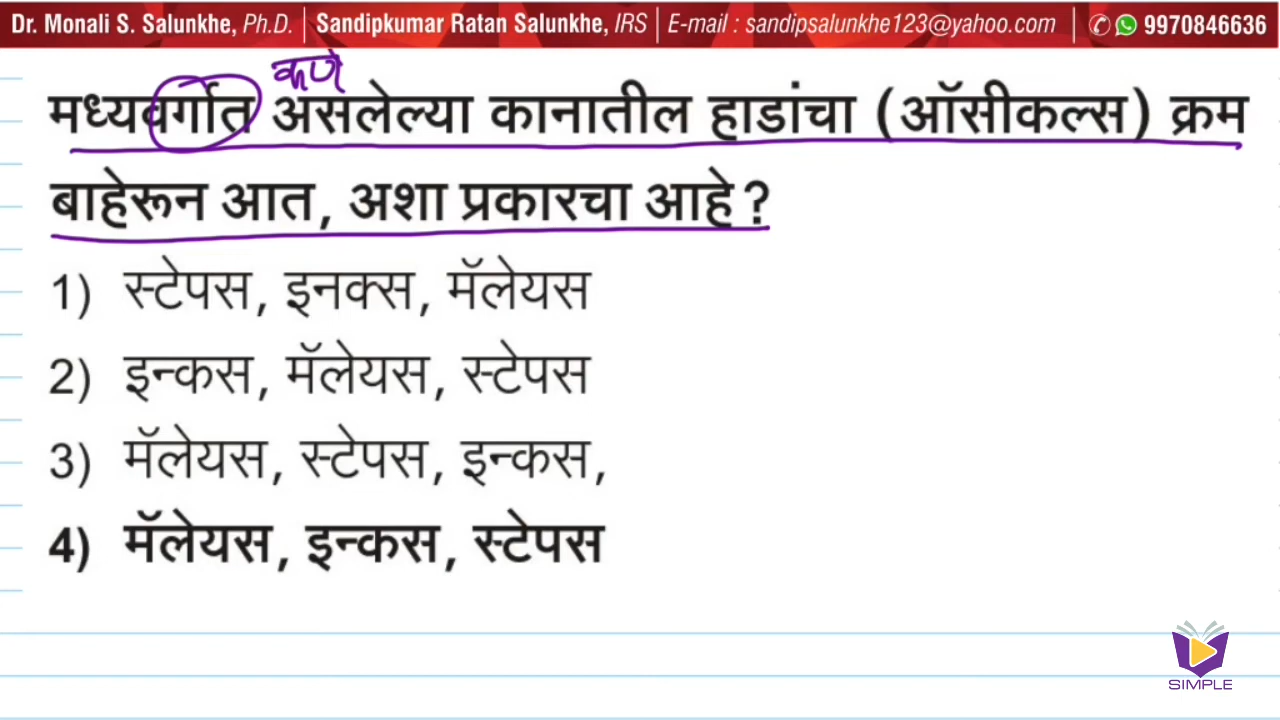 Dr. Monali S. Salunkhe, Ph.D. | Sandipkumar Ratan Salunkhe, IRS | E-mail : sandipsalunkhe123@yahoo.com | 9970846636
कर्ण
मध्यवर्गात असलेल्या कानातील हाडांचा (ऑसीकल्स) क्रम
बाहेरून आत, अशा प्रकारचा आहे?
1) स्टेपस, इनक्स, मॅलेयस
2) इन्कस, मॅलेयस, स्टेपस
3) मॅलेयस, स्टेपस, इन्कस,
4) मॅलेयस, इन्कस, स्टेपस
SIMPLE